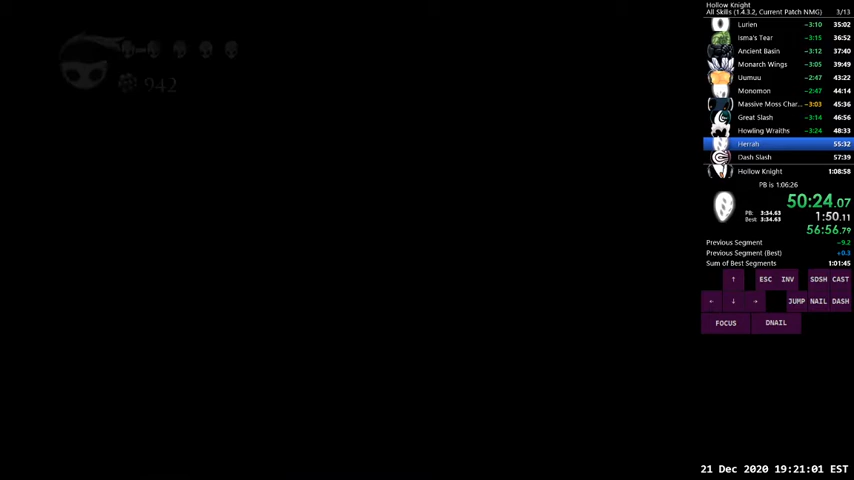 Hollow Knight
All Skills (1.4.3.2, Current Patch NMG) 3/13
Lurien −3:10 35:02
Isma's Tear −3:15 36:52
Ancient Basin −3:12 37:40
Monarch Wings −3:05 39:49
Uumuu −2:47 43:22
Monomon −2:47 44:14
Massive Moss Char... −3:03 45:36
Great Slash −3:14 46:56
Howling Wraiths −3:24 48:33
Herrah 55:32
Dash Slash 57:39
Hollow Knight 1:08:58
PB is 1:06:26
50:24.07
PB: 3:34.63 1:50.11
Best 3:34.63
56:56.79
Previous Segment −9.2
Previous Segment (Best) +0.3
Sum of Best Segments 1:01:45
↑ ESC INV SDSH CAST
← ↓ → JUMP NAIL DASH
FOCUS DNAIL
942
21 Dec 2020 19:21:01 EST